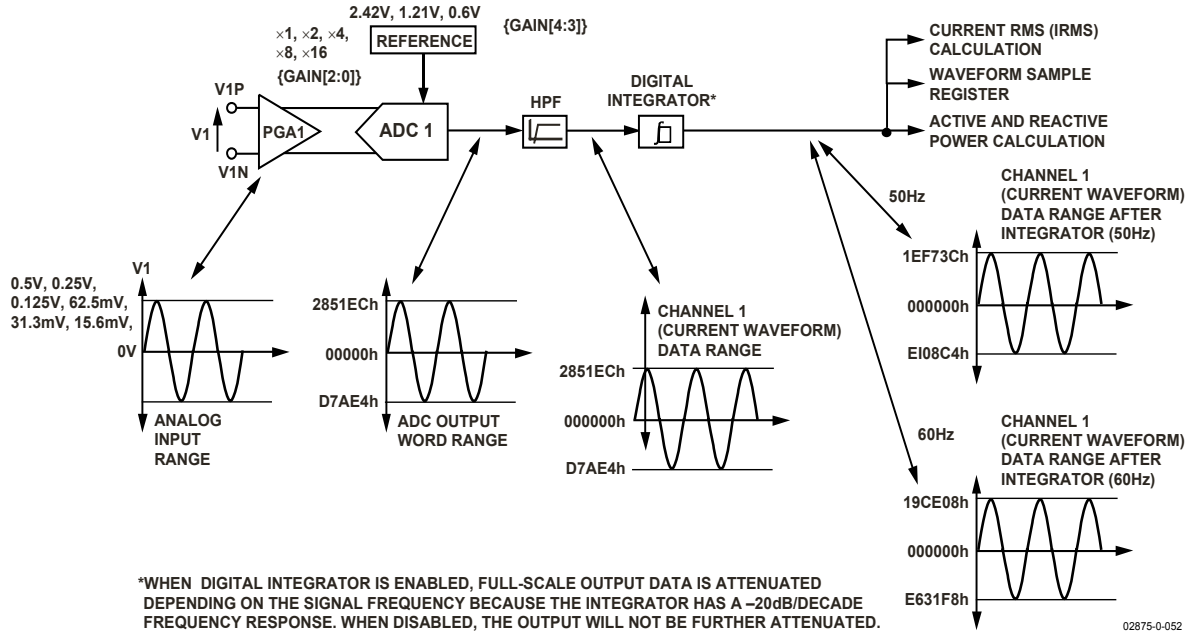 2.42V, 1.21V, 0.6V
{GAIN[4:3]}
×1, ×2, ×4,
×8, ×16
{GAIN[2:0]}
REFERENCE
V1P
V1
V1N
PGA1
ADC 1
HPF
DIGITAL
INTEGRATOR*
CURRENT RMS (IRMS)
CALCULATION
WAVEFORM SAMPLE
REGISTER
ACTIVE AND REACTIVE
POWER CALCULATION
50Hz
CHANNEL 1
(CURRENT WAVEFORM)
DATA RANGE AFTER
INTEGRATOR (50Hz)
1EF73Ch
000000h
EI08C4h
V1
0.5V, 0.25V,
0.125V, 62.5mV,
31.3mV, 15.6mV,
0V
ANALOG
INPUT
RANGE
2851ECh
00000h
D7AE4h
ADC OUTPUT
WORD RANGE
CHANNEL 1
(CURRENT WAVEFORM)
DATA RANGE
2851ECh
000000h
D7AE4h
60Hz
CHANNEL 1
(CURRENT WAVEFORM)
DATA RANGE AFTER
INTEGRATOR (60Hz)
19CE08h
000000h
E631F8h
*WHEN DIGITAL INTEGRATOR IS ENABLED, FULL-SCALE OUTPUT DATA IS ATTENUATED
DEPENDING ON THE SIGNAL FREQUENCY BECAUSE THE INTEGRATOR HAS A –20dB/DECADE
FREQUENCY RESPONSE. WHEN DISABLED, THE OUTPUT WILL NOT BE FURTHER ATTENUATED.
02875-0-052